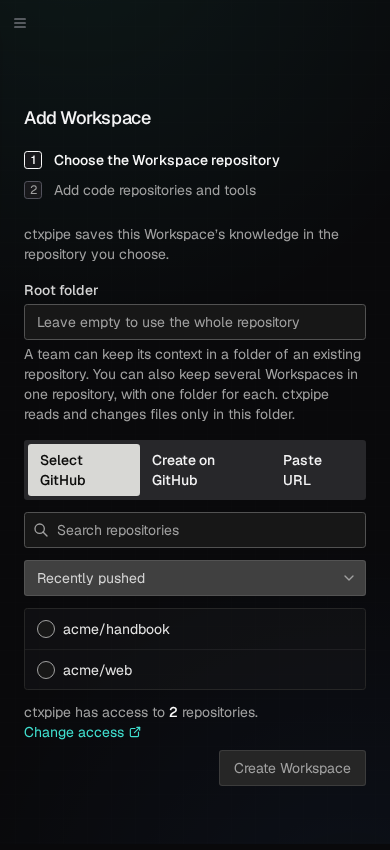 Add Workspace
1 Choose the Workspace repository
2 Add code repositories and tools
ctxpipe saves this Workspace's knowledge in the
repository you choose.
Root folder
Leave empty to use the whole repository
A team can keep its context in a folder of an existing
repository. You can also keep several Workspaces in
one repository, with one folder for each. ctxpipe
reads and changes files only in this folder.
Select
GitHub
Create on
GitHub
Paste
URL
Search repositories
Recently pushed
acme/handbook
acme/web
ctxpipe has access to 2 repositories.
Change access
Create Workspace